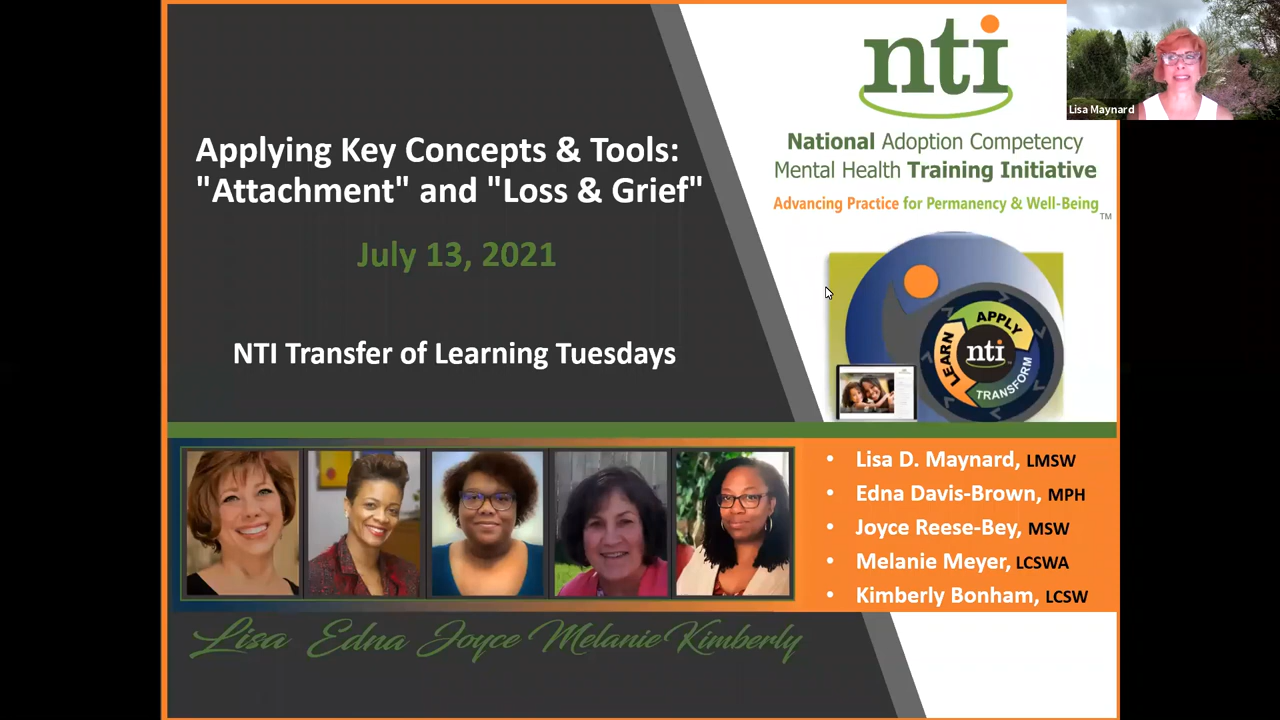 nti
Lisa Maynard
National Adoption Competency
Mental Health Training Initiative
Advancing Practice for Permanency & Well-Being
TM
Applying Key Concepts & Tools:
"Attachment" and "Loss & Grief"
July 13, 2021
NTI Transfer of Learning Tuesdays
LEARN
APPLY
TRANSFORM
nti
• Lisa D. Maynard, LMSW
• Edna Davis-Brown, MPH
• Joyce Reese-Bey, MSW
• Melanie Meyer, LCSWA
• Kimberly Bonham, LCSW
Lisa Edna Joyce Melanie Kimberly